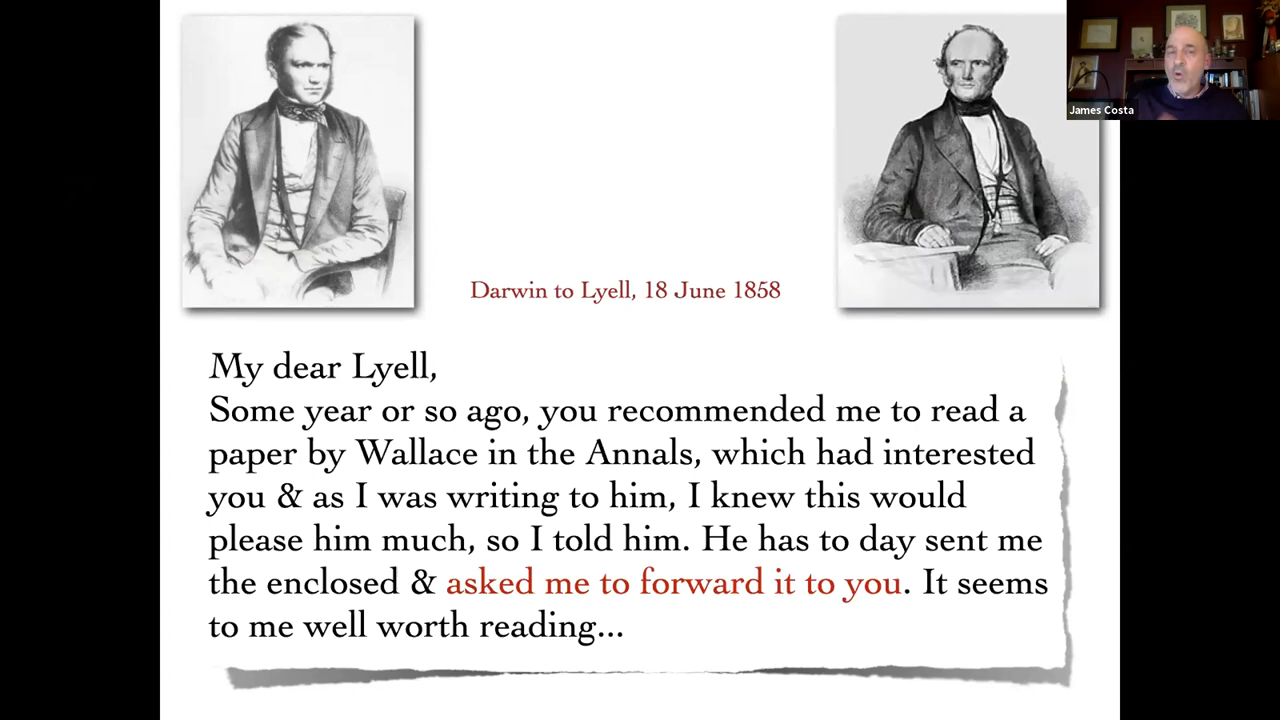 James Costa
Darwin to Lyell, 18 June 1858
My dear Lyell,
Some year or so ago, you recommended me to read a
paper by Wallace in the Annals, which had interested
you & as I was writing to him, I knew this would
please him much, so I told him. He has to day sent me
the enclosed & asked me to forward it to you. It seems
to me well worth reading...